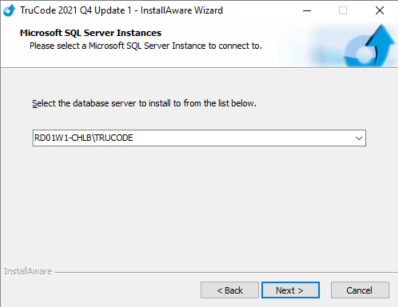 TruCode 2021 Q4 Update 1 - InstallAware Wizard
Microsoft SQL Server Instances
Please select a Microsoft SQL Server Instance to connect to.
Select the database server to install to from the list below.
RD01W1-CHLB\TRUCODE
InstallAware
< Back
Next >
Cancel